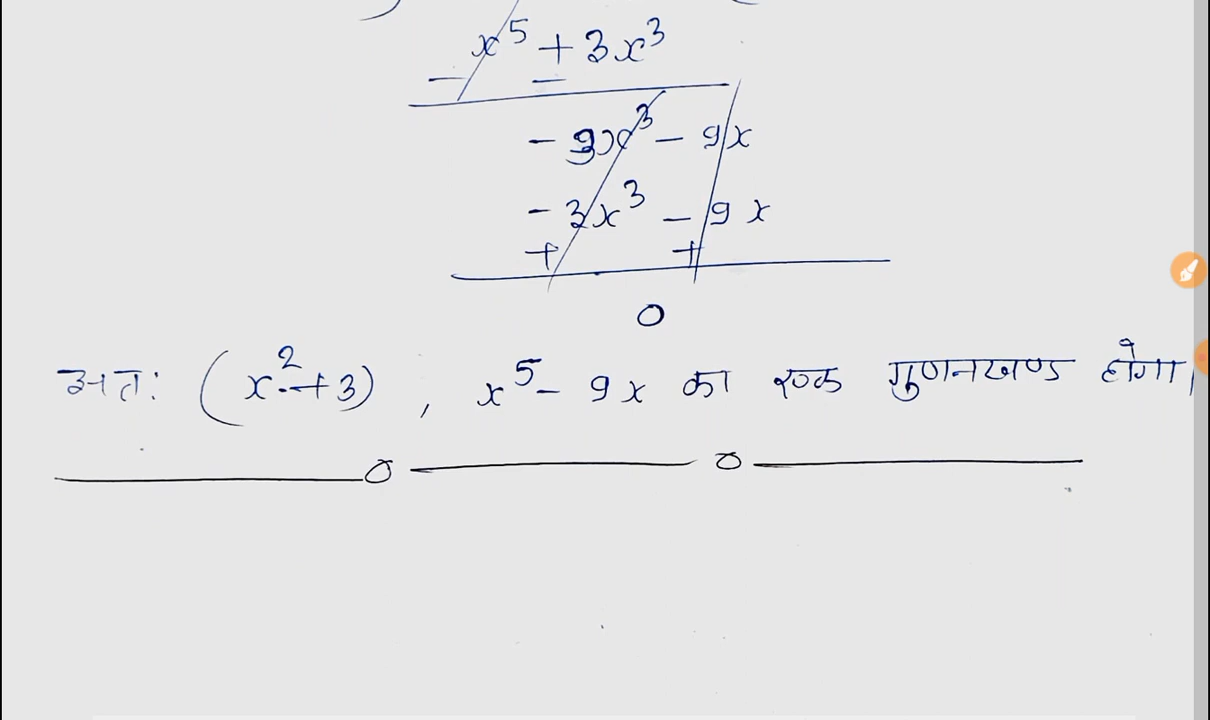 x⁵ + 3x³
− −
− 3x³ − 9x
− 3x³ − 9x
+ +
0
अतः (x² + 3) , x⁵ − 9x का एक गुणनखण्ड होगा।